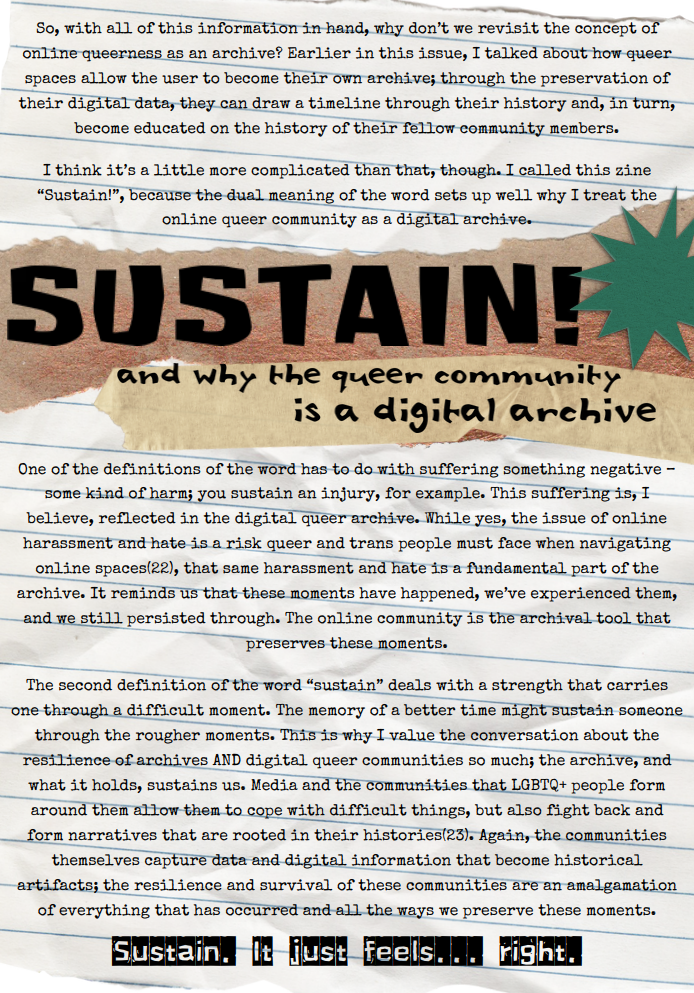 So, with all of this information in hand, why don't we revisit the concept of
online queerness as an archive? Earlier in this issue, I talked about how queer
spaces allow the user to become their own archive; through the preservation of
their digital data, they can draw a timeline through their history and, in turn,
become educated on the history of their fellow community members.
I think it's a little more complicated than that, though. I called this zine
“Sustain!”, because the dual meaning of the word sets up well why I treat the
online queer community as a digital archive.
SUSTAIN!
and why the queer community
is a digital archive
One of the definitions of the word has to do with suffering something negative –
some kind of harm; you sustain an injury, for example. This suffering is, I
believe, reflected in the digital queer archive. While yes, the issue of online
harassment and hate is a risk queer and trans people must face when navigating
online spaces(22), that same harassment and hate is a fundamental part of the
archive. It reminds us that these moments have happened, we've experienced them,
and we still persisted through. The online community is the archival tool that
preserves these moments.
The second definition of the word “sustain” deals with a strength that carries
one through a difficult moment. The memory of a better time might sustain someone
through the rougher moments. This is why I value the conversation about the
resilience of archives AND digital queer communities so much; the archive, and
what it holds, sustains us. Media and the communities that LGBTQ+ people form
around them allow them to cope with difficult things, but also fight back and
form narratives that are rooted in their histories(23). Again, the communities
themselves capture data and digital information that become historical
artifacts; the resilience and survival of these communities are an amalgamation
of everything that has occurred and all the ways we preserve these moments.
Sustain. It just feels... right.